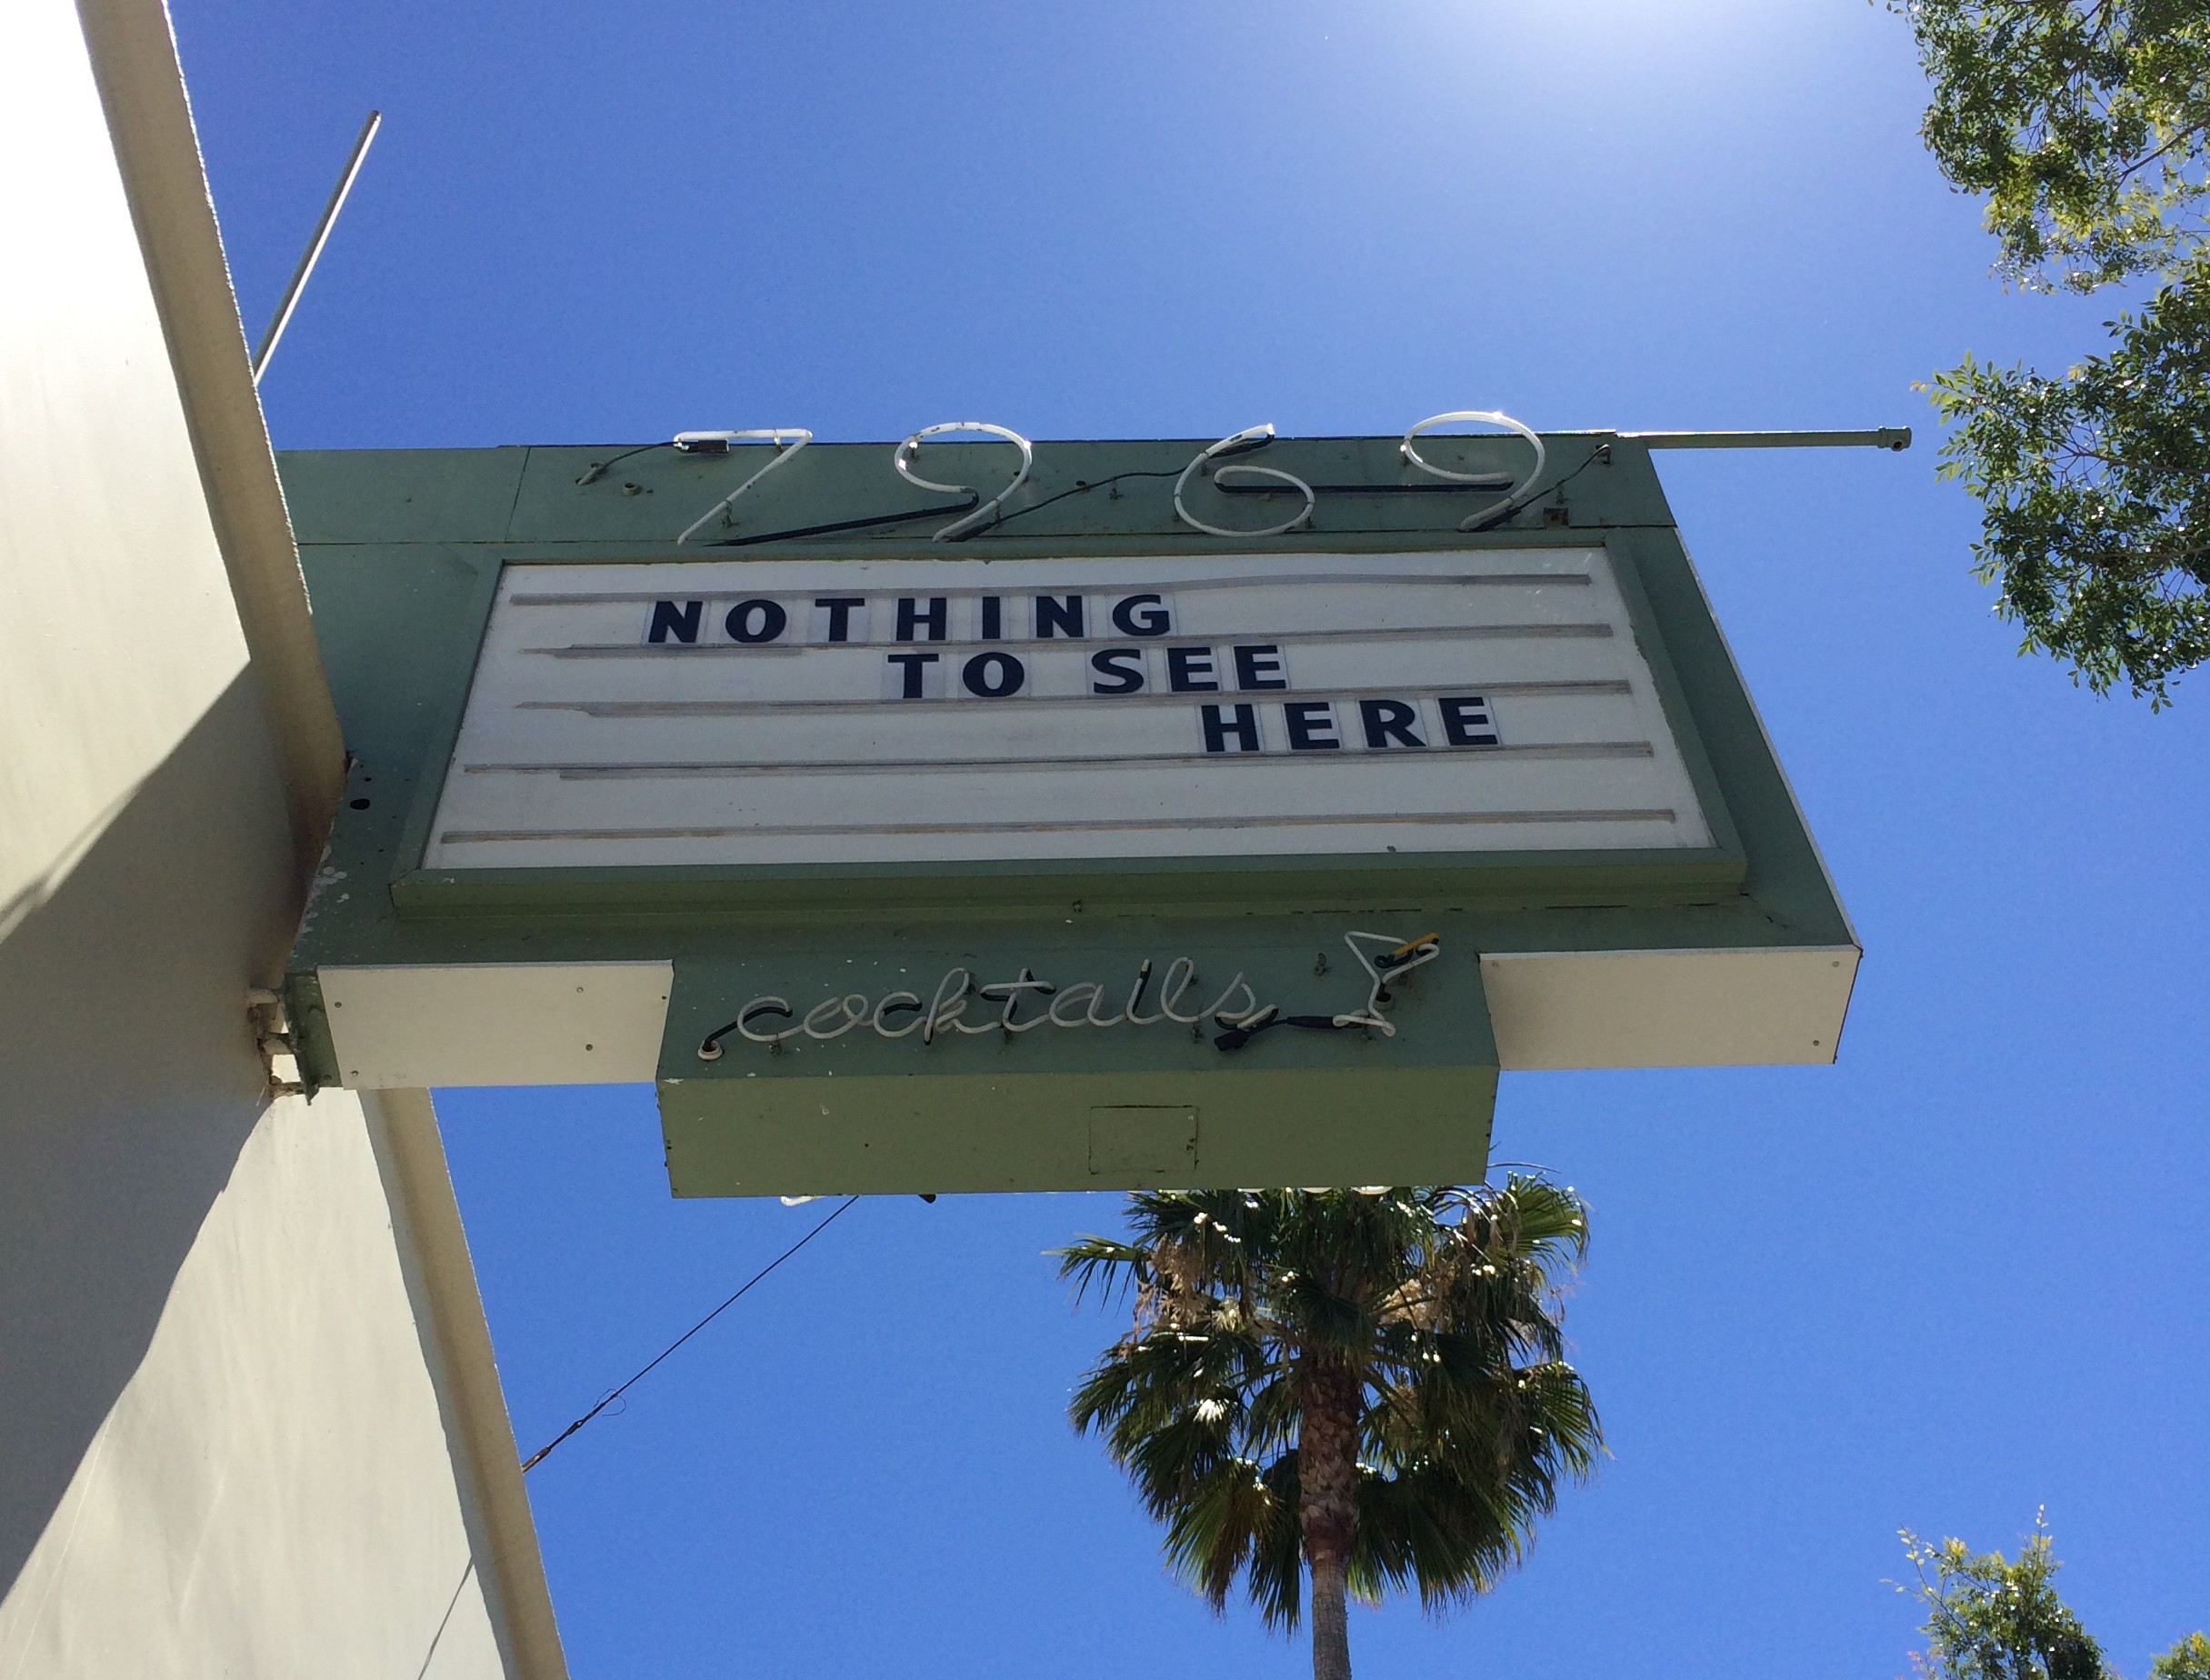 7969
NOTHING
TO SEE
HERE
cocktails